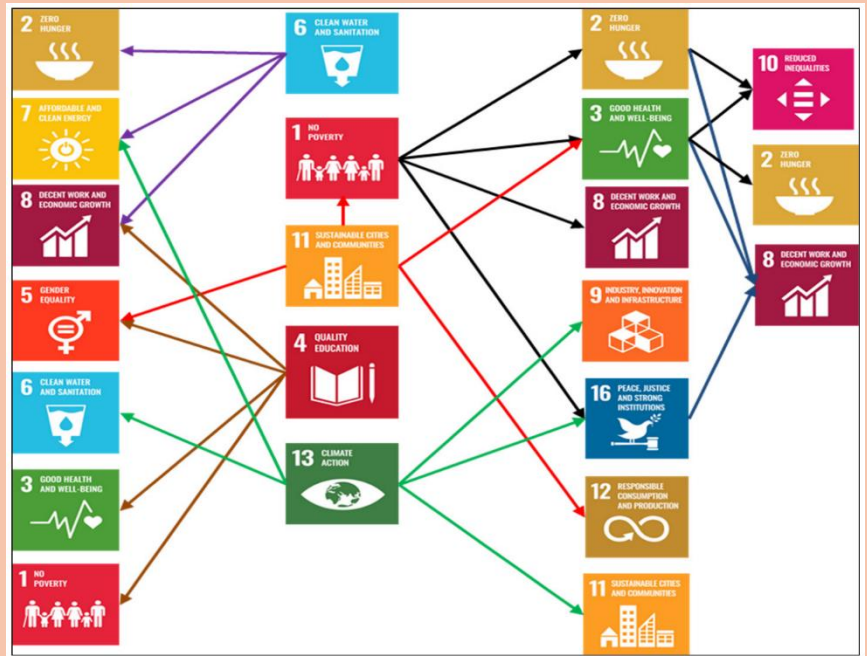 2 ZERO
HUNGER
7 AFFORDABLE AND
CLEAN ENERGY
8 DECENT WORK AND
ECONOMIC GROWTH
5 GENDER
EQUALITY
6 CLEAN WATER
AND SANITATION
3 GOOD HEALTH
AND WELL-BEING
1 NO
POVERTY
6 CLEAN WATER
AND SANITATION
1 NO
POVERTY
11 SUSTAINABLE CITIES
AND COMMUNITIES
4 QUALITY
EDUCATION
13 CLIMATE
ACTION
2 ZERO
HUNGER
3 GOOD HEALTH
AND WELL-BEING
8 DECENT WORK AND
ECONOMIC GROWTH
9 INDUSTRY, INNOVATION
AND INFRASTRUCTURE
16 PEACE, JUSTICE
AND STRONG
INSTITUTIONS
12 RESPONSIBLE
CONSUMPTION
AND PRODUCTION
11 SUSTAINABLE CITIES
AND COMMUNITIES
10 REDUCED
INEQUALITIES
2 ZERO
HUNGER
8 DECENT WORK AND
ECONOMIC GROWTH